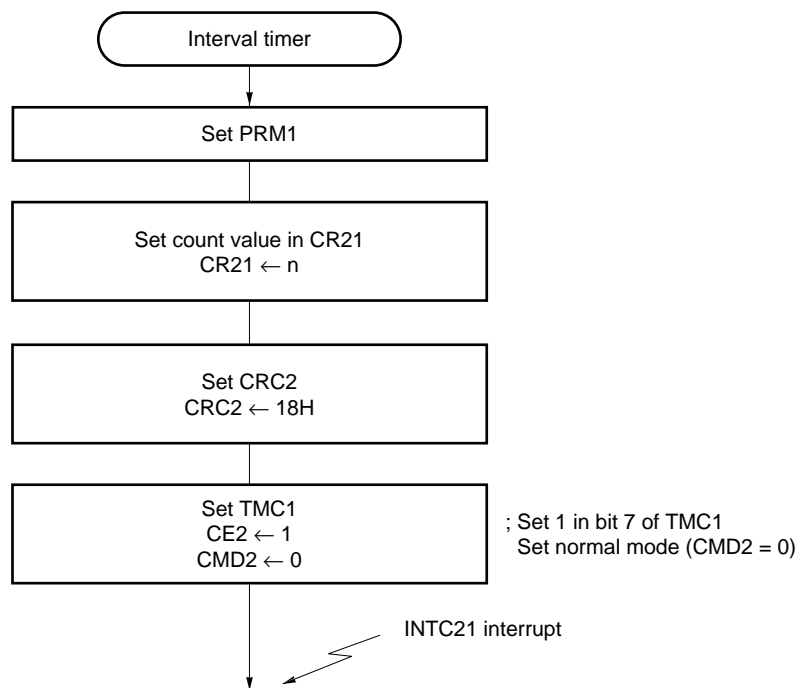 Interval timer
Set PRM1
Set count value in CR21
CR21 ← n
Set CRC2
CRC2 ← 18H
Set TMC1
CE2 ← 1
CMD2 ← 0
; Set 1 in bit 7 of TMC1
Set normal mode (CMD2 = 0)
INTC21 interrupt